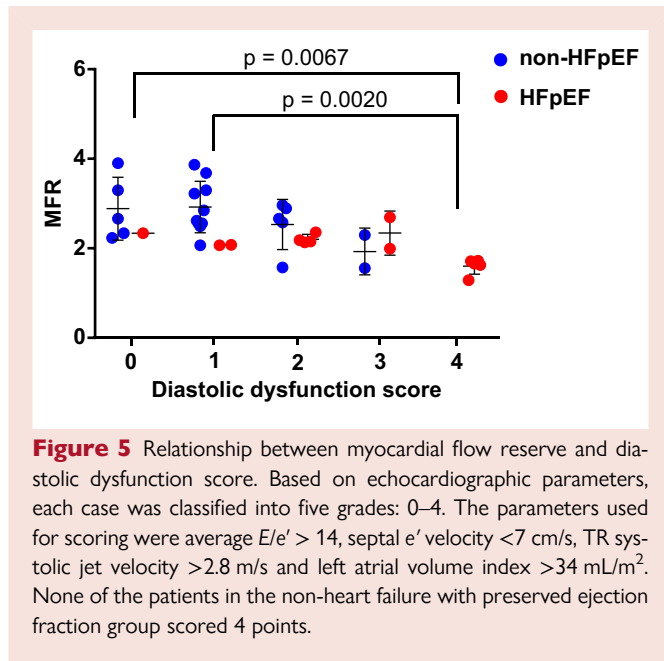 p = 0.0067
non-HFpEF
HFpEF
p = 0.0020
6
4
2
0
MFR
0 1 2 3 4
Diastolic dysfunction score
Figure 5 Relationship between myocardial flow reserve and dia-
stolic dysfunction score. Based on echocardiographic parameters,
each case was classified into five grades: 0–4. The parameters used
for scoring were average E/e′ > 14, septal e′ velocity <7 cm/s, TR sys-
tolic jet velocity >2.8 m/s and left atrial volume index >34 mL/m².
None of the patients in the non-heart failure with preserved ejection
fraction group scored 4 points.